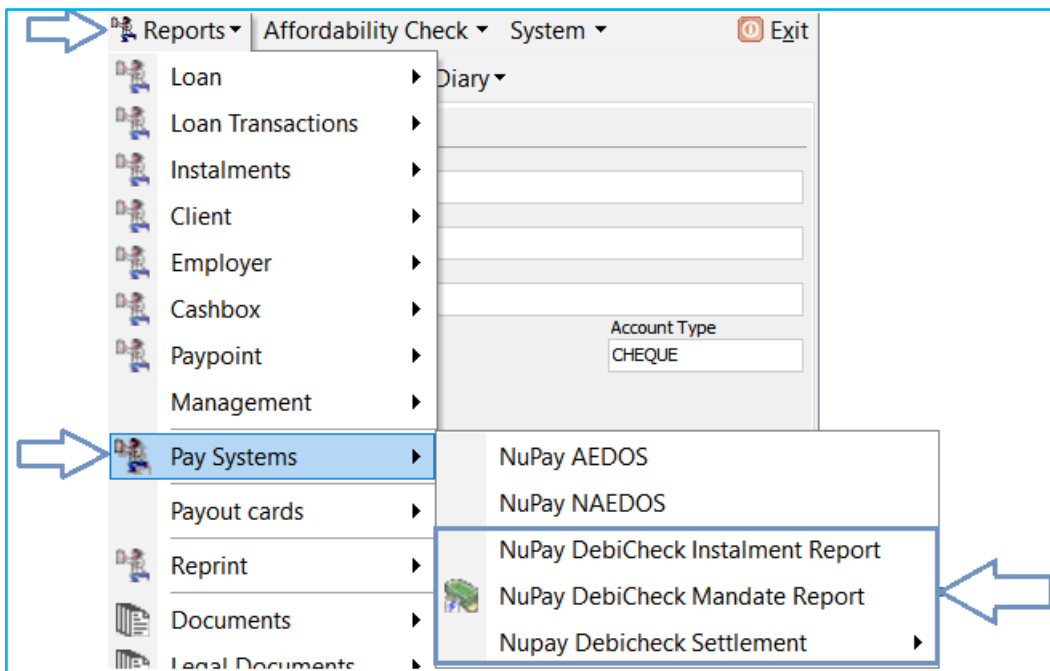 Reports Affordability Check System Exit
Loan Diary
Loan Transactions
Instalments
Client
Employer
Cashbox
Account Type
Paypoint CHEQUE
Management
Pay Systems NuPay AEDOS
NuPay NAEDOS
Payout cards
NuPay DebiCheck Instalment Report
Reprint
NuPay DebiCheck Mandate Report
Documents
Nupay Debicheck Settlement
Legal Documents